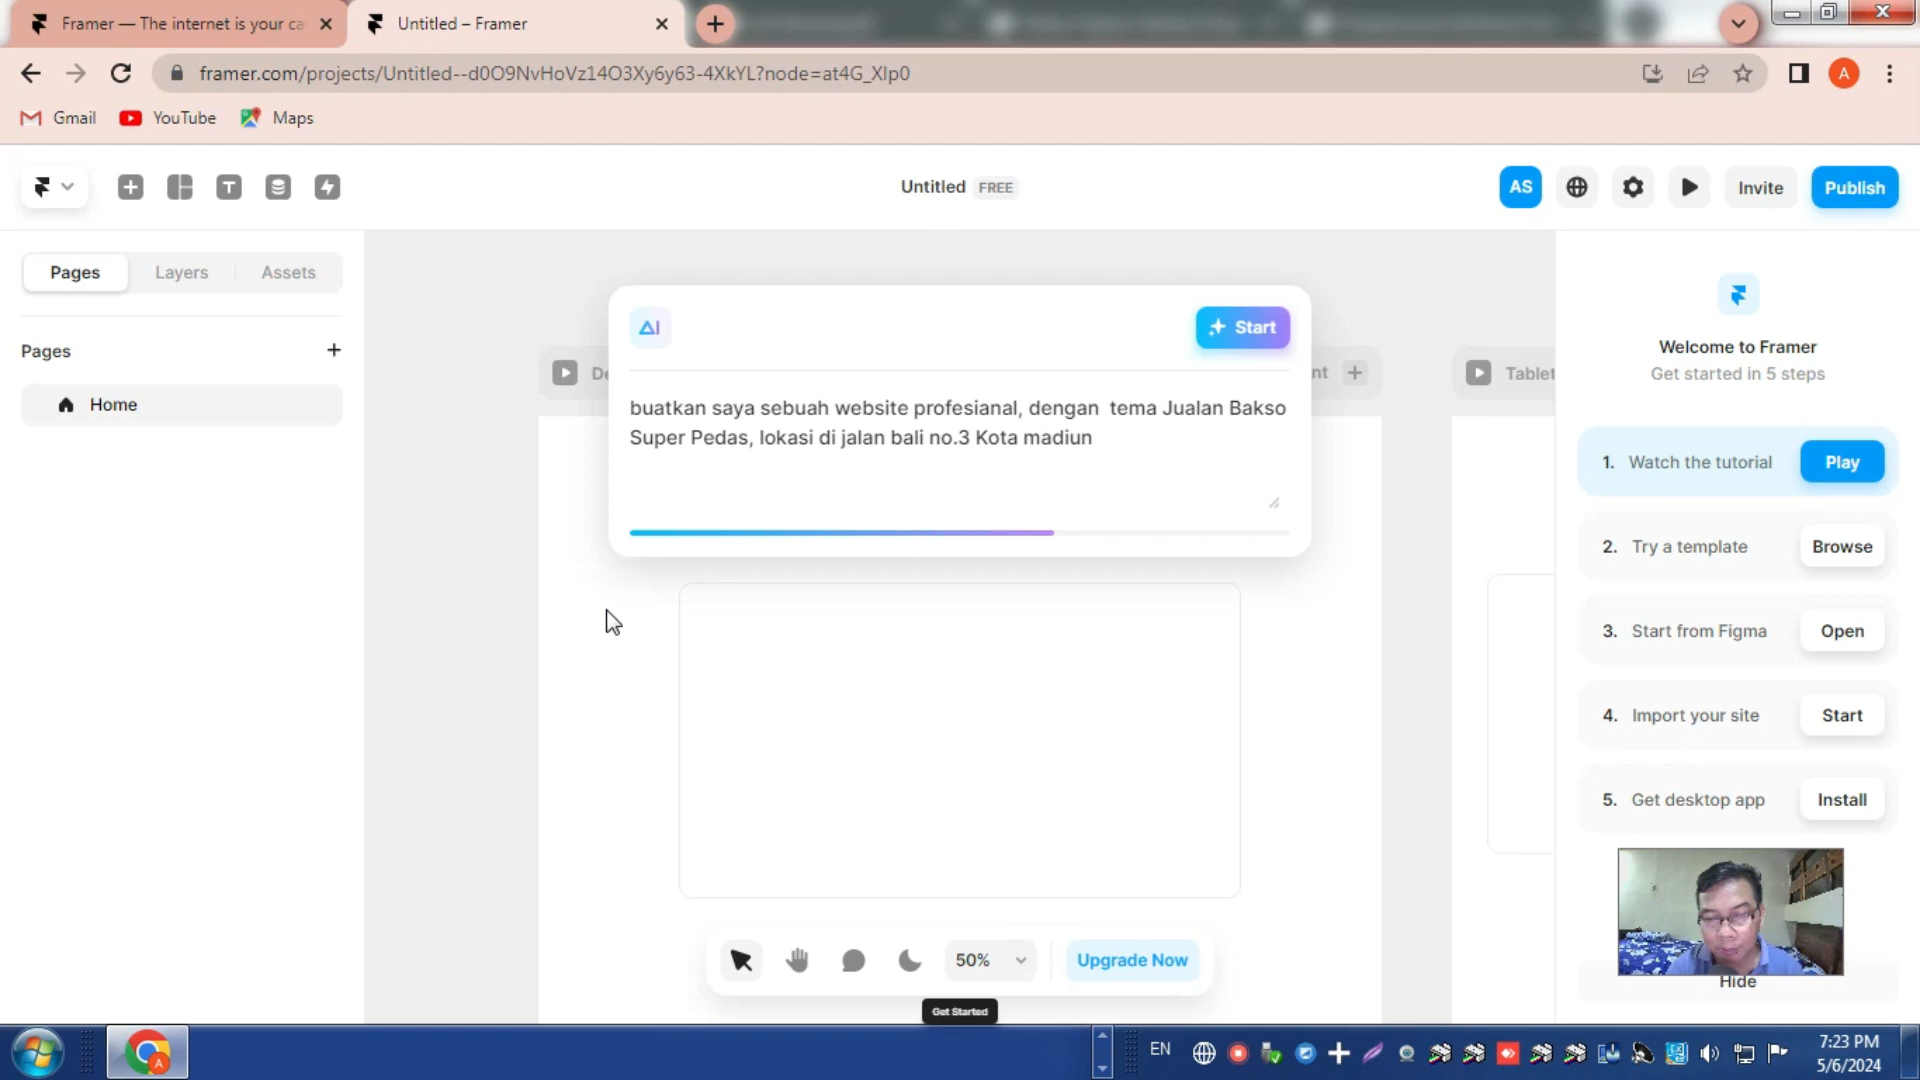 Framer — The internet is your ca
Untitled – Framer
framer.com/projects/Untitled--d0O9NvHoVz14O3Xy6y63-4XkYL?node=at4G_XIp0
A
Gmail
YouTube
Maps
Untitled FREE
AS
Invite
Publish
Pages
Layers
Assets
Pages
Home
AI
Start
De
nt
Tablet
buatkan saya sebuah website profesianal, dengan  tema Jualan Bakso
Super Pedas, lokasi di jalan bali no.3 Kota madiun
Welcome to Framer
Get started in 5 steps
1. Watch the tutorial Play
2. Try a template Browse
3. Start from Figma Open
4. Import your site Start
5. Get desktop app Install
Hide
50%
Upgrade Now
Get Started
A
EN
7:23 PM
5/6/2024